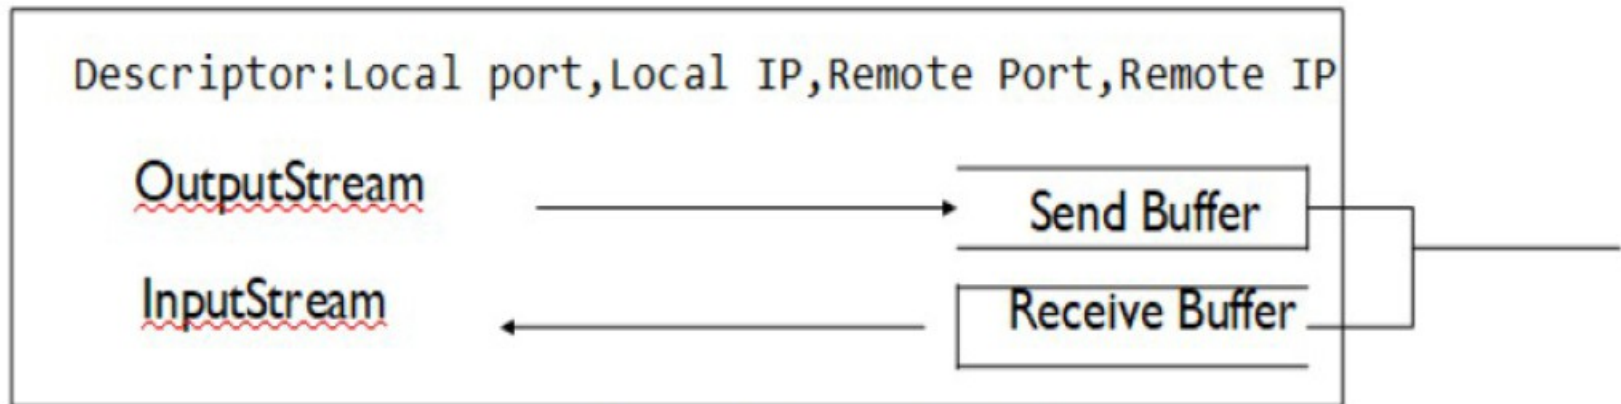 Descriptor:Local port,Local IP,Remote Port,Remote IP
OutputStream
Send Buffer
InputStream
Receive Buffer